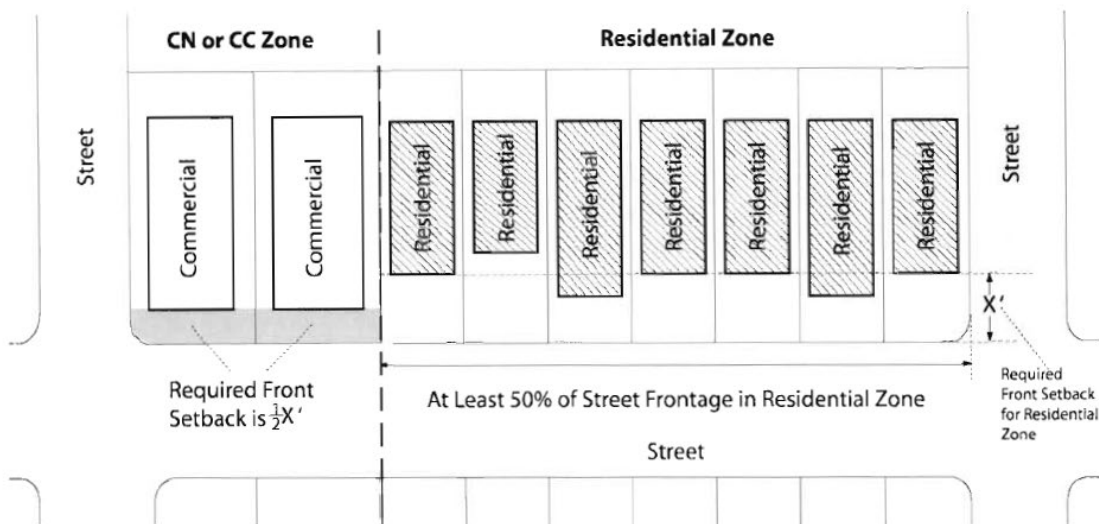 CN or CC Zone
Residential Zone
Street
Commercial
Commercial
Residential
Residential
Residential
Residential
Residential
Residential
Residential
Street
X'
Required Front
Setback is ½X'
At Least 50% of Street Frontage in Residential Zone
Required
Front Setback
for Residential
Zone
Street